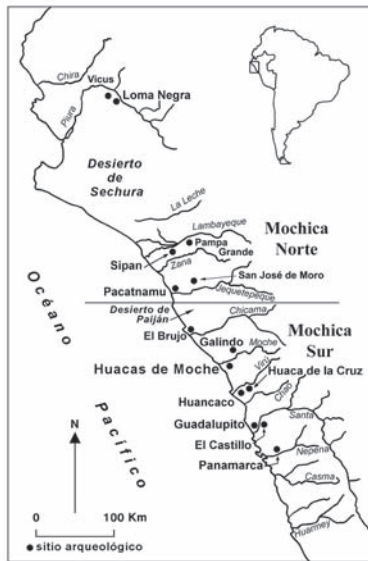 Chira
Vicus
Loma Negra
Piura
Desierto
de
Sechura
La Leche
Lambayeque
Mochica
Norte
Pampa
Grande
Sipan
Zana
San José de Moro
Pacatnamu
Jequetepeque
Desierto de
Paiján
Chicama
Mochica
Sur
El Brujo
Galindo
Moche
Huacas de Moche
Virú
Huaca de la Cruz
Huancaco
Chao
Santa
Guadalupito
El Castillo
Nepeña
Panamarca
Casma
Huarmey
Océano
Pacífico
N
0 100 Km
sitio arqueológico